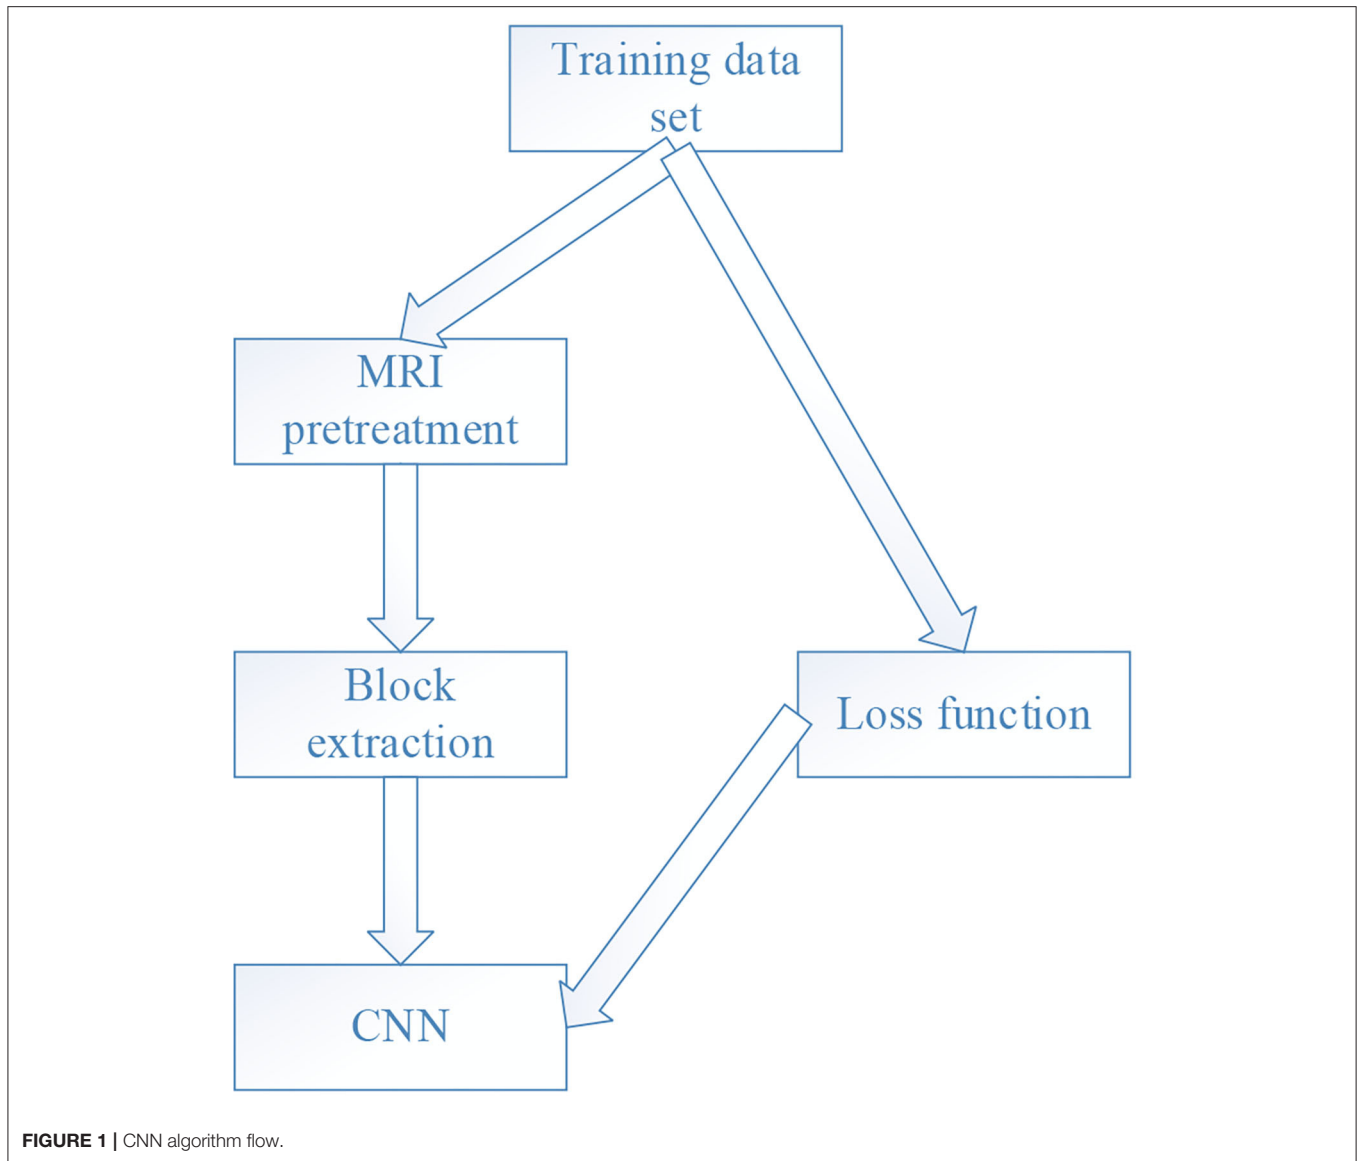 Training data
set
MRI
pretreatment
Block
extraction
Loss function
CNN
FIGURE 1 | CNN algorithm flow.